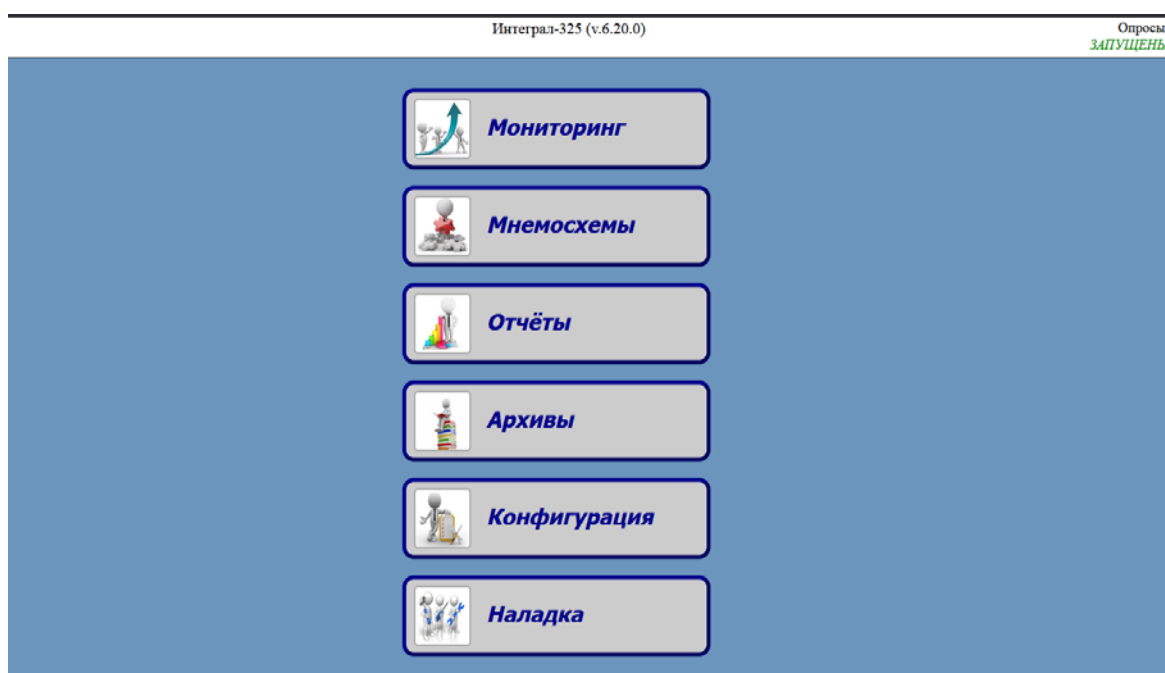 Интеграл-325 (v.6.20.0)
Опросы
ЗАПУЩЕНЫ
Мониторинг
Мнемосхемы
Отчёты
Архивы
Конфигурация
Наладка